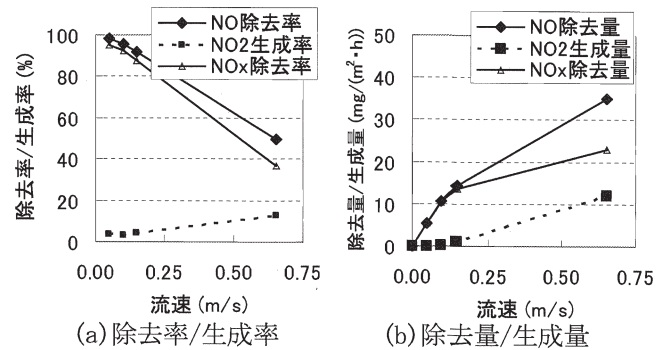 NO除去率
NO2生成率
NOx除去率
除去率/生成率(%)
100
80
60
40
20
0
0.00
0.25
0.50
0.75
流速(m/s)
(a)除去率/生成率
NO除去量
NO2生成量
NOx除去量
除去量/生成量(mg/(m²·h))
50
40
30
20
10
0
0.00
0.25
0.50
0.75
流速(m/s)
(b)除去量/生成量